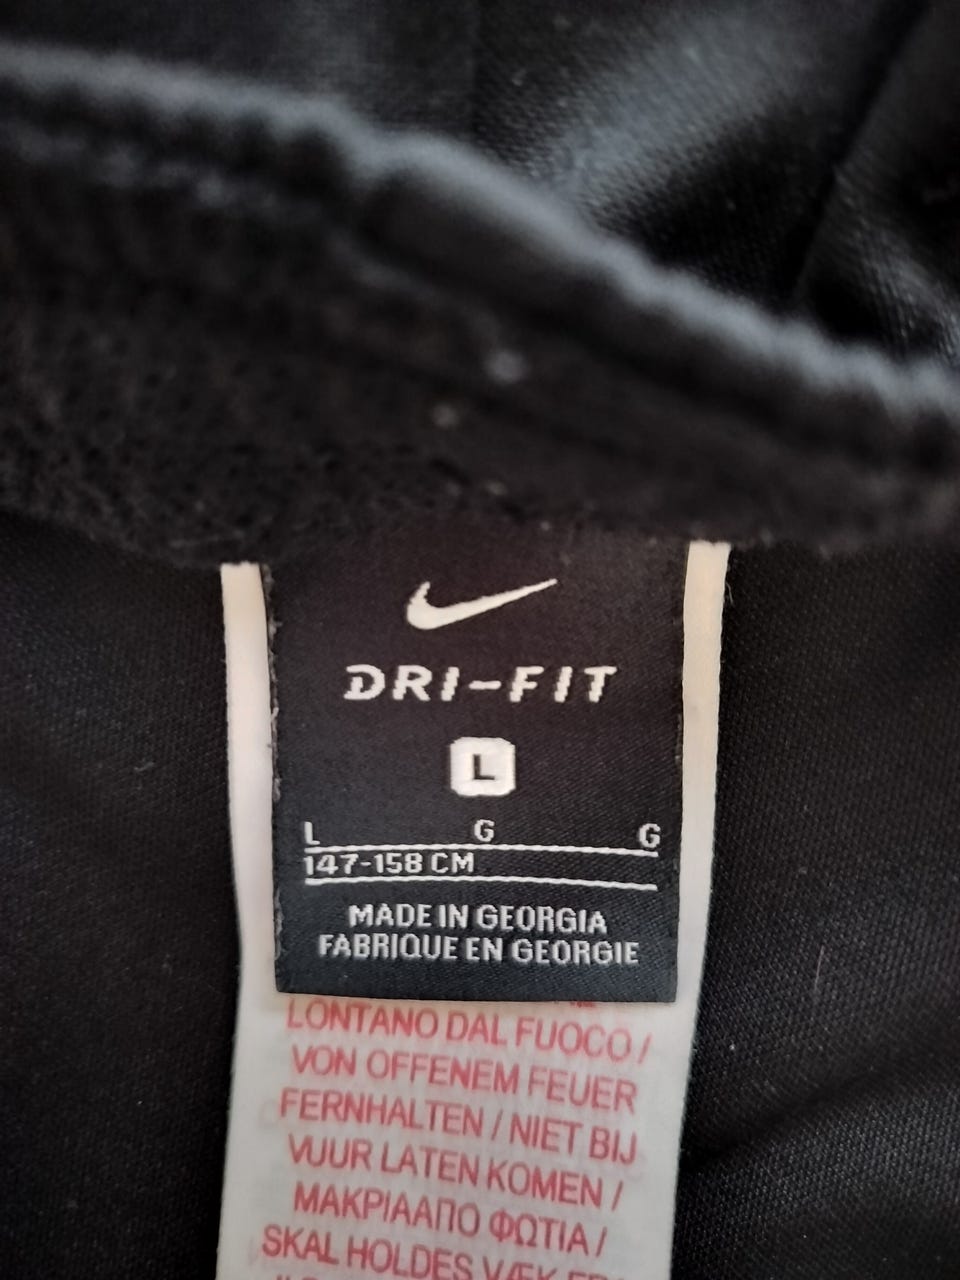 DRI-FIT
L
L G G
147-158 CM
MADE IN GEORGIA
FABRIQUE EN GEORGIE
LONTANO DAL FUOCO /
VON OFFENEM FEUER
FERNHALTEN / NIET BIJ
VUUR LATEN KOMEN /
ΜΑΚΡΙΑΑΠΟ ΦΩΤΙΑ /
SKAL HOLDES VÆK